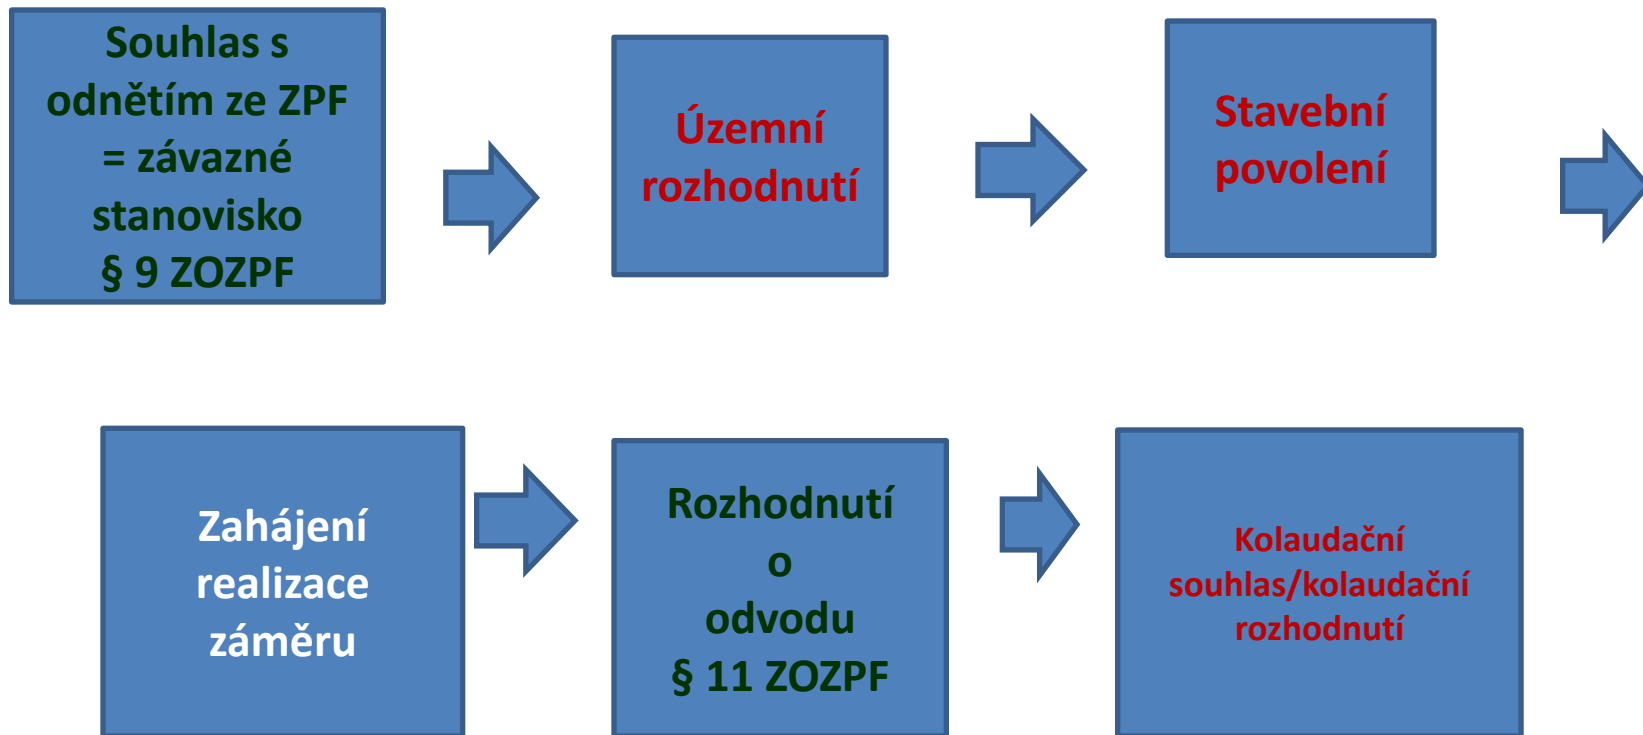 Souhlas s
odnětím ze ZPF
= závazné
stanovisko
§ 9 ZOZPF
Územní
rozhodnutí
Stavební
povolení
Zahájení
realizace
záměru
Rozhodnutí
o
odvodu
§ 11 ZOZPF
Kolaudační
souhlas/kolaudační
rozhodnutí